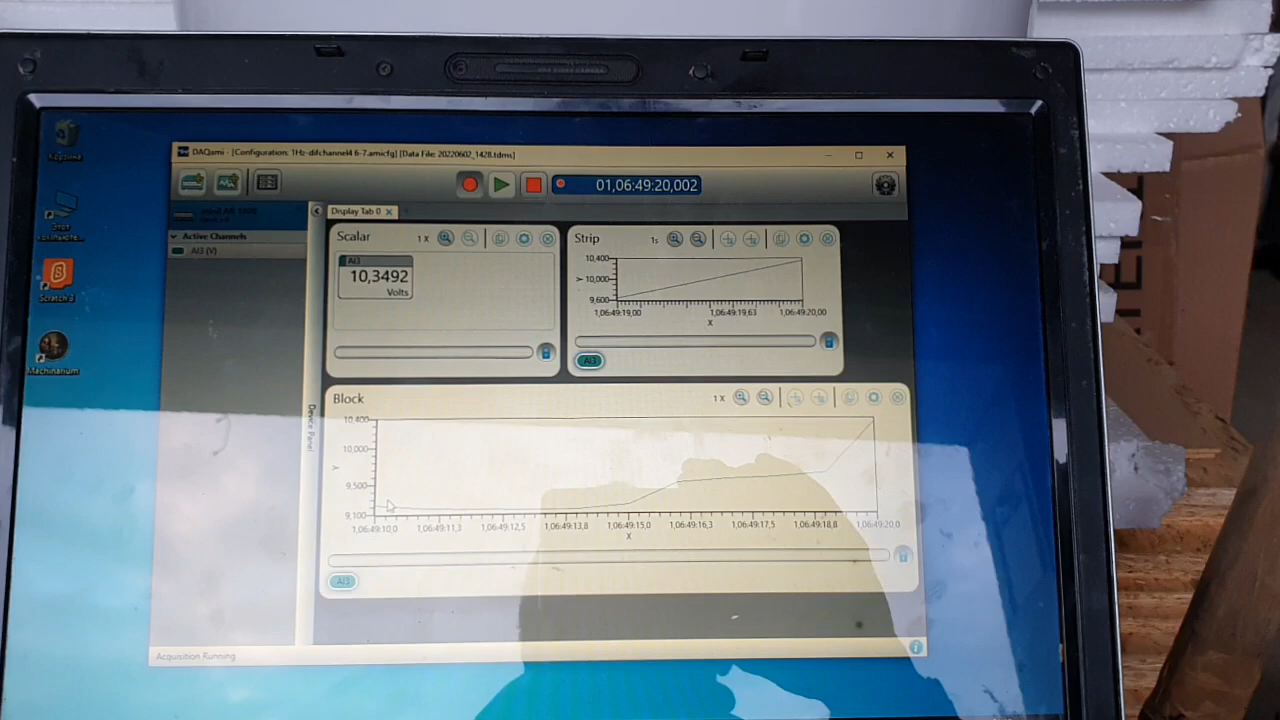 Корзина
Этот
компьюте...
Scratch 3
Machinarium
DAQami - [Configuration: 1Hz-difchannel4 6-7.amicfg] [Data File: 20220602_1428.tdms]
01,06:49:20,002
Active Channels
AI3 (V)
Device Panel
Display Tab 0
Scalar
1 X
AI3
10,3492
Volts
Strip
1s
10,400
10,000
9,600
Y
1,06:49:19,00
1,06:49:19,63
1,06:49:20,00
X
AI3
Block
1 X
10,400
10,000
9,500
9,100
Y
1,06:49:10,0
1,06:49:11,3
1,06:49:12,5
1,06:49:13,8
1,06:49:15,0
1,06:49:16,3
1,06:49:17,5
1,06:49:18,8
1,06:49:20,0
X
AI3
Acquisition Running